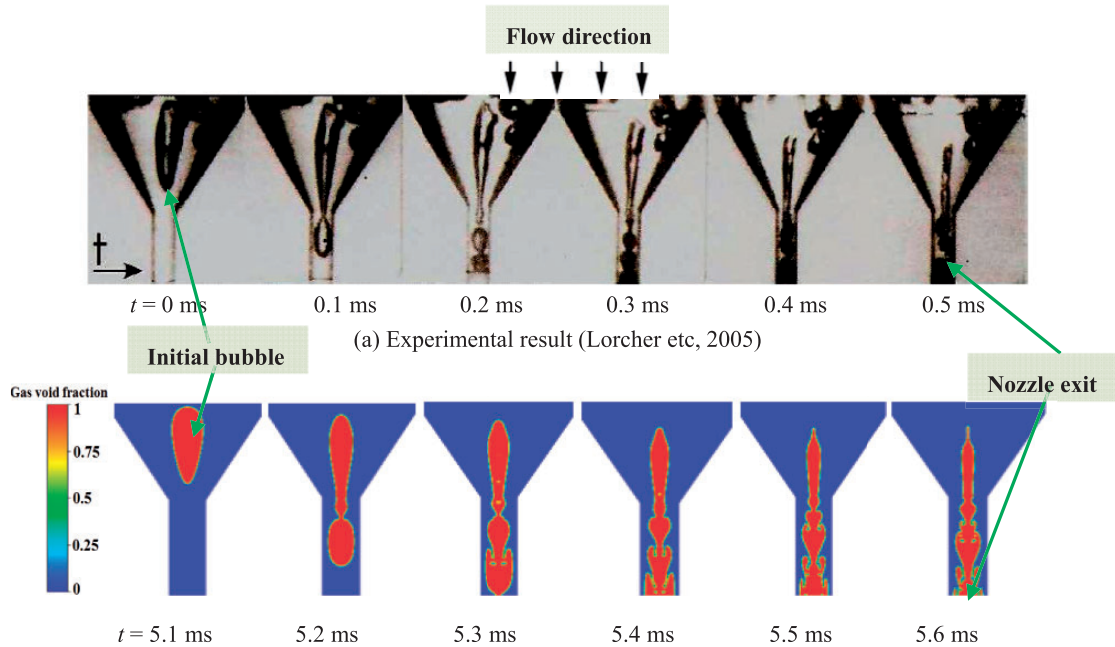 Flow direction
t
t = 0 ms 0.1 ms 0.2 ms 0.3 ms 0.4 ms 0.5 ms
(a) Experimental result (Lorcher etc, 2005)
Initial bubble
Nozzle exit
Gas void fraction
1
0.75
0.5
0.25
0
t = 5.1 ms 5.2 ms 5.3 ms 5.4 ms 5.5 ms 5.6 ms